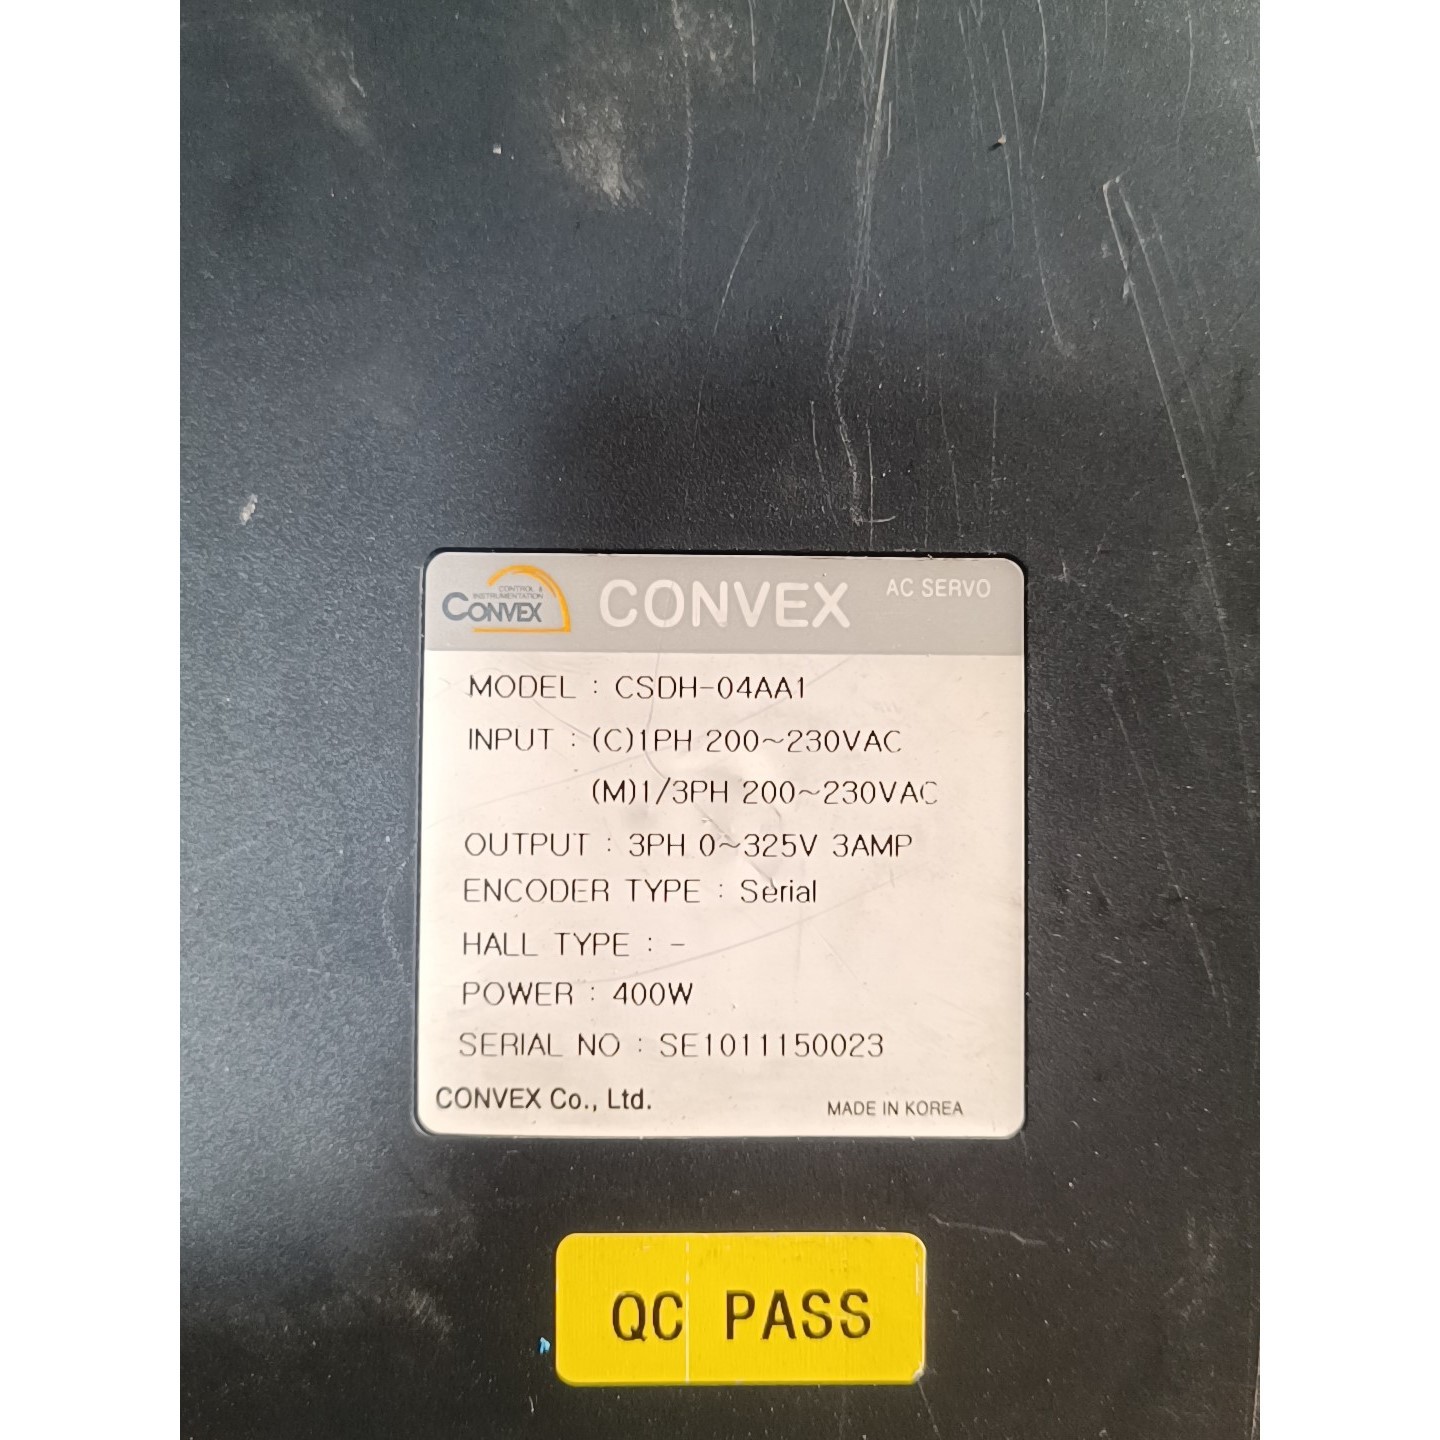 CONTROL &
INSTRUMENTATION
CONVEX
CONVEX AC SERVO
MODEL : CSDH-04AA1
INPUT : (C)1PH 200~230VAC
(M)1/3PH 200~230VAC
OUTPUT : 3PH 0~325V 3AMP
ENCODER TYPE : Serial
HALL TYPE : -
POWER : 400W
SERIAL NO : SE1011150023
CONVEX Co., Ltd. MADE IN KOREA
QC PASS